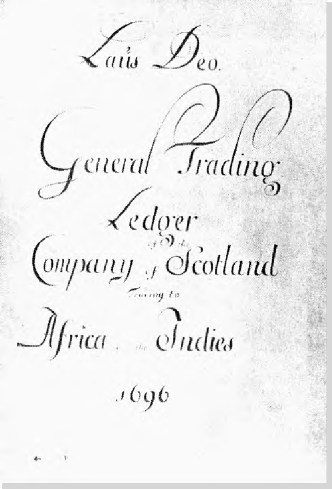 Laus Deo.
General Trading
Ledger
of the
Company of Scotland
Trading to
Africa and the Indies
1696